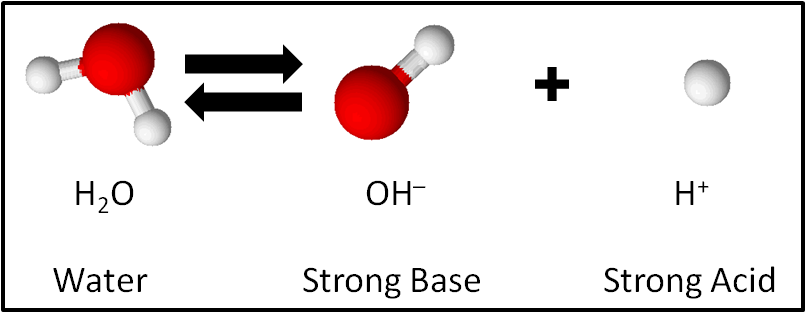 +
H₂O OH⁻ H⁺
Water Strong Base Strong Acid